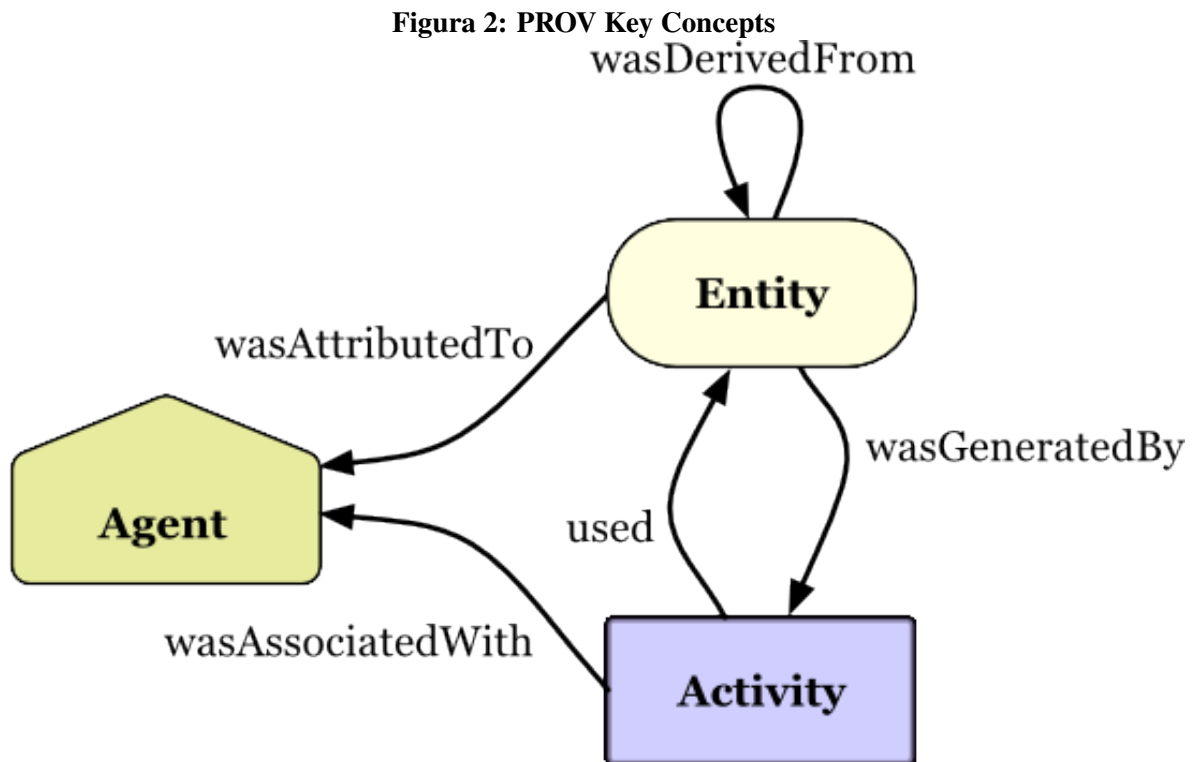 Figura 2: PROV Key Concepts
wasDerivedFrom
Entity
wasAttributedTo
wasGeneratedBy
Agent
used
wasAssociatedWith
Activity